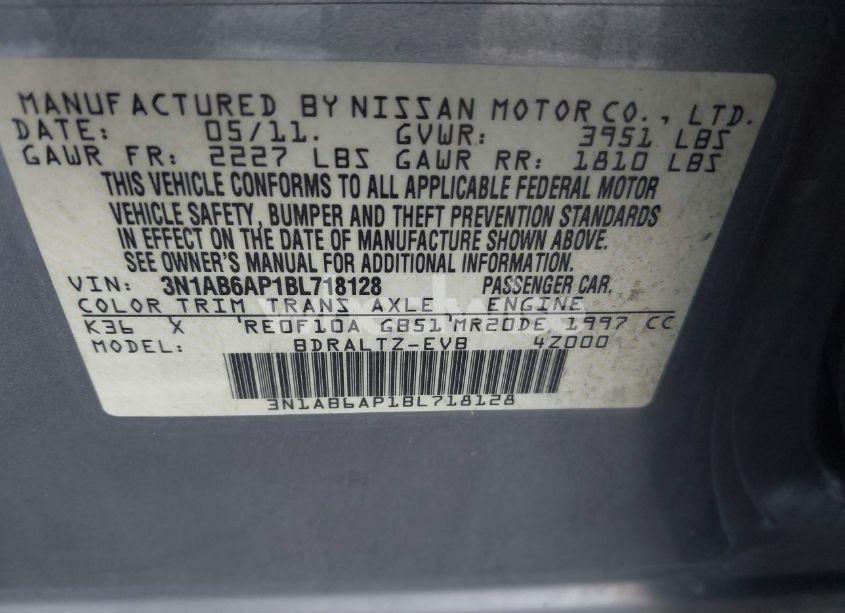 MANUFACTURED BY NISSAN MOTOR CO., LTD.
DATE: 05/11. GVWR: 3951 LBS
GAWR FR: 2227 LBS GAWR RR: 1810 LBS
THIS VEHICLE CONFORMS TO ALL APPLICABLE FEDERAL MOTOR
VEHICLE SAFETY, BUMPER AND THEFT PREVENTION STANDARDS
IN EFFECT ON THE DATE OF MANUFACTURE SHOWN ABOVE.
SEE OWNER'S MANUAL FOR ADDITIONAL INFORMATION.
VIN: 3N1AB6AP1BL718128 PASSENGER CAR.
COLOR TRIM TRANS AXLE ENGINE
K36 X RE0F10A GB51 MR20DE 1997 CC
MODEL: BDRALTZ-EVB 4Z000
3N1AB6AP1BL718128